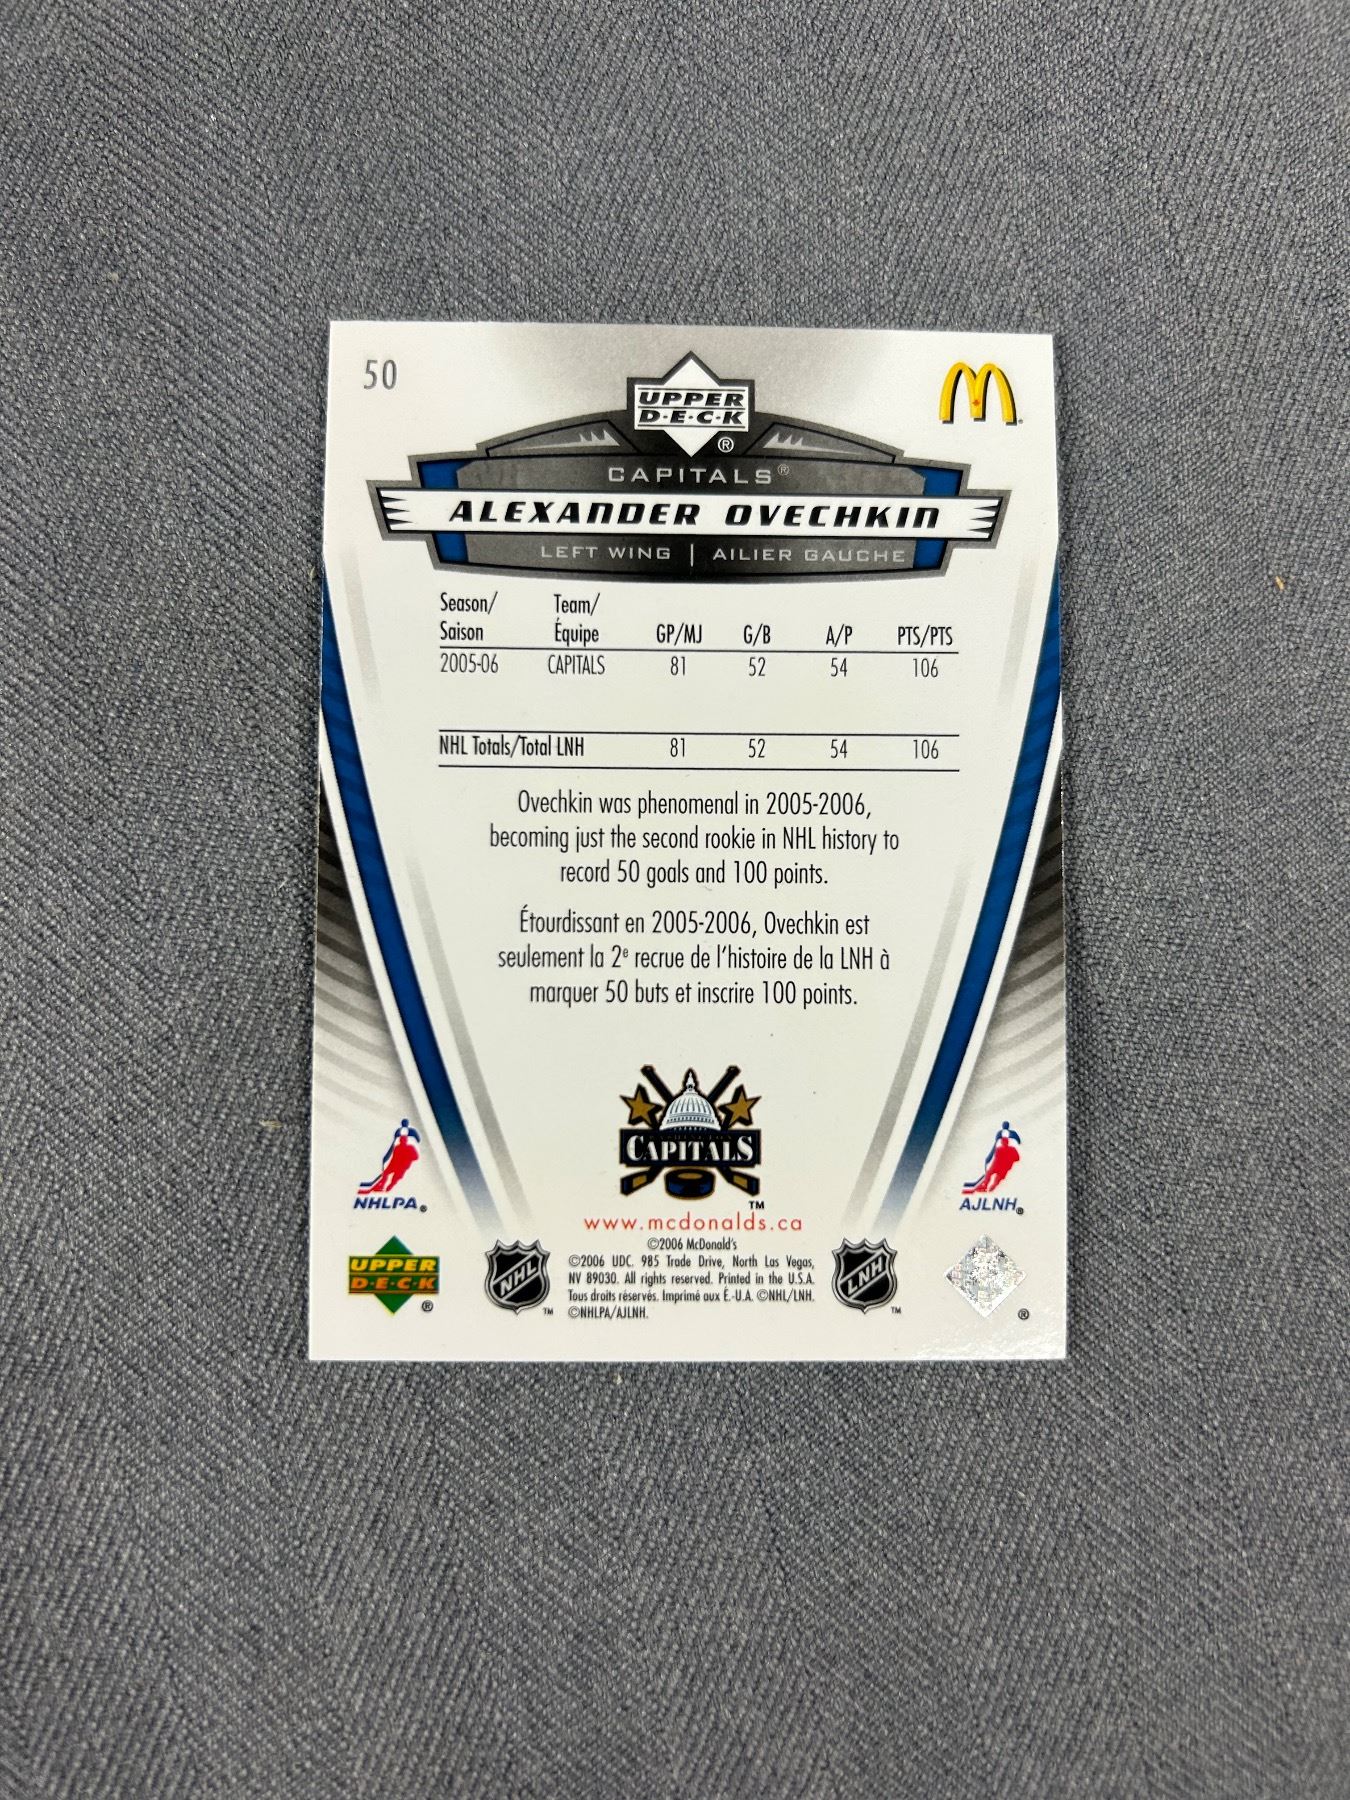 50
UPPER
D·E·C·K
®
M
CAPITALS®
ALEXANDER OVECHKIN
LEFT WING | AILIER GAUCHE
Season/ Team/
Saison Équipe GP/MJ G/B A/P PTS/PTS
2005-06 CAPITALS 81 52 54 106
NHL Totals/Total LNH 81 52 54 106
Ovechkin was phenomenal in 2005-2006,
becoming just the second rookie in NHL history to
record 50 goals and 100 points.
Étourdissant en 2005-2006, Ovechkin est
seulement la 2e recrue de l'histoire de la LNH à
marquer 50 buts et inscrire 100 points.
WASHINGTON
CAPITALS
TM
NHLPA®
AJLNH®
www.mcdonalds.ca
©2006 McDonald's
©2006 UDC. 985 Trade Drive, North Las Vegas,
NV 89030. All rights reserved. Printed in the U.S.A.
Tous droits réservés. Imprimé aux É.-U.A. ©NHL/LNH.
©NHLPA/AJLNH.
UPPER
D·E·C·K
®
NHL
TM
LNH
TM
®